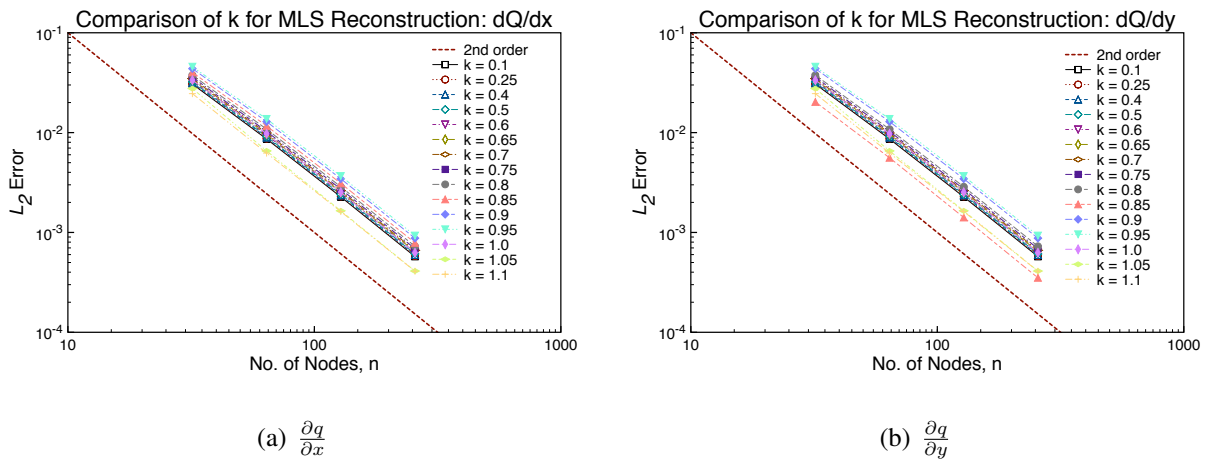 Comparison of k for MLS Reconstruction: dQ/dx
10^-1
10^-2
10^-3
10^-4
L2 Error
10
100
1000
No. of Nodes, n
2nd order
k = 0.1
k = 0.25
k = 0.4
k = 0.5
k = 0.6
k = 0.65
k = 0.7
k = 0.75
k = 0.8
k = 0.85
k = 0.9
k = 0.95
k = 1.0
k = 1.05
k = 1.1
(a) ∂q/∂x
Comparison of k for MLS Reconstruction: dQ/dy
10^-1
10^-2
10^-3
10^-4
L2 Error
10
100
1000
No. of Nodes, n
2nd order
k = 0.1
k = 0.25
k = 0.4
k = 0.5
k = 0.6
k = 0.65
k = 0.7
k = 0.75
k = 0.8
k = 0.85
k = 0.9
k = 0.95
k = 1.0
k = 1.05
k = 1.1
(b) ∂q/∂y